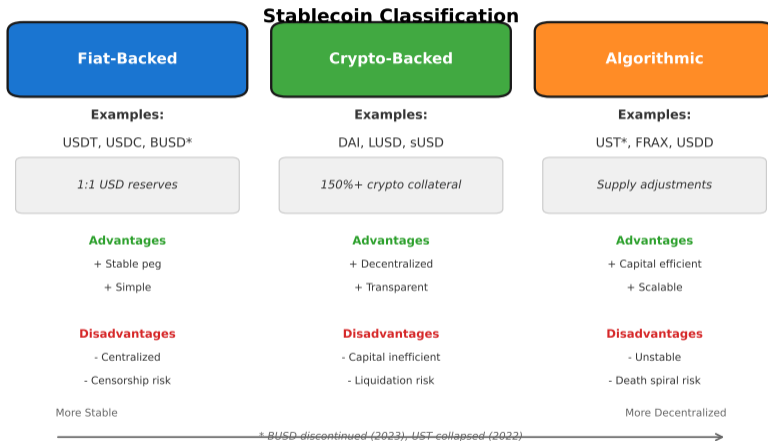 Stablecoin Classification
Fiat-Backed
Examples:
USDT, USDC, BUSD*
1:1 USD reserves
Advantages
+ Stable peg
+ Simple
Disadvantages
- Centralized
- Censorship risk
Crypto-Backed
Examples:
DAI, LUSD, sUSD
150%+ crypto collateral
Advantages
+ Decentralized
+ Transparent
Disadvantages
- Capital inefficient
- Liquidation risk
Algorithmic
Examples:
UST*, FRAX, USDD
Supply adjustments
Advantages
+ Capital efficient
+ Scalable
Disadvantages
- Unstable
- Death spiral risk
More Stable
More Decentralized
* BUSD discontinued (2023), UST collapsed (2022)